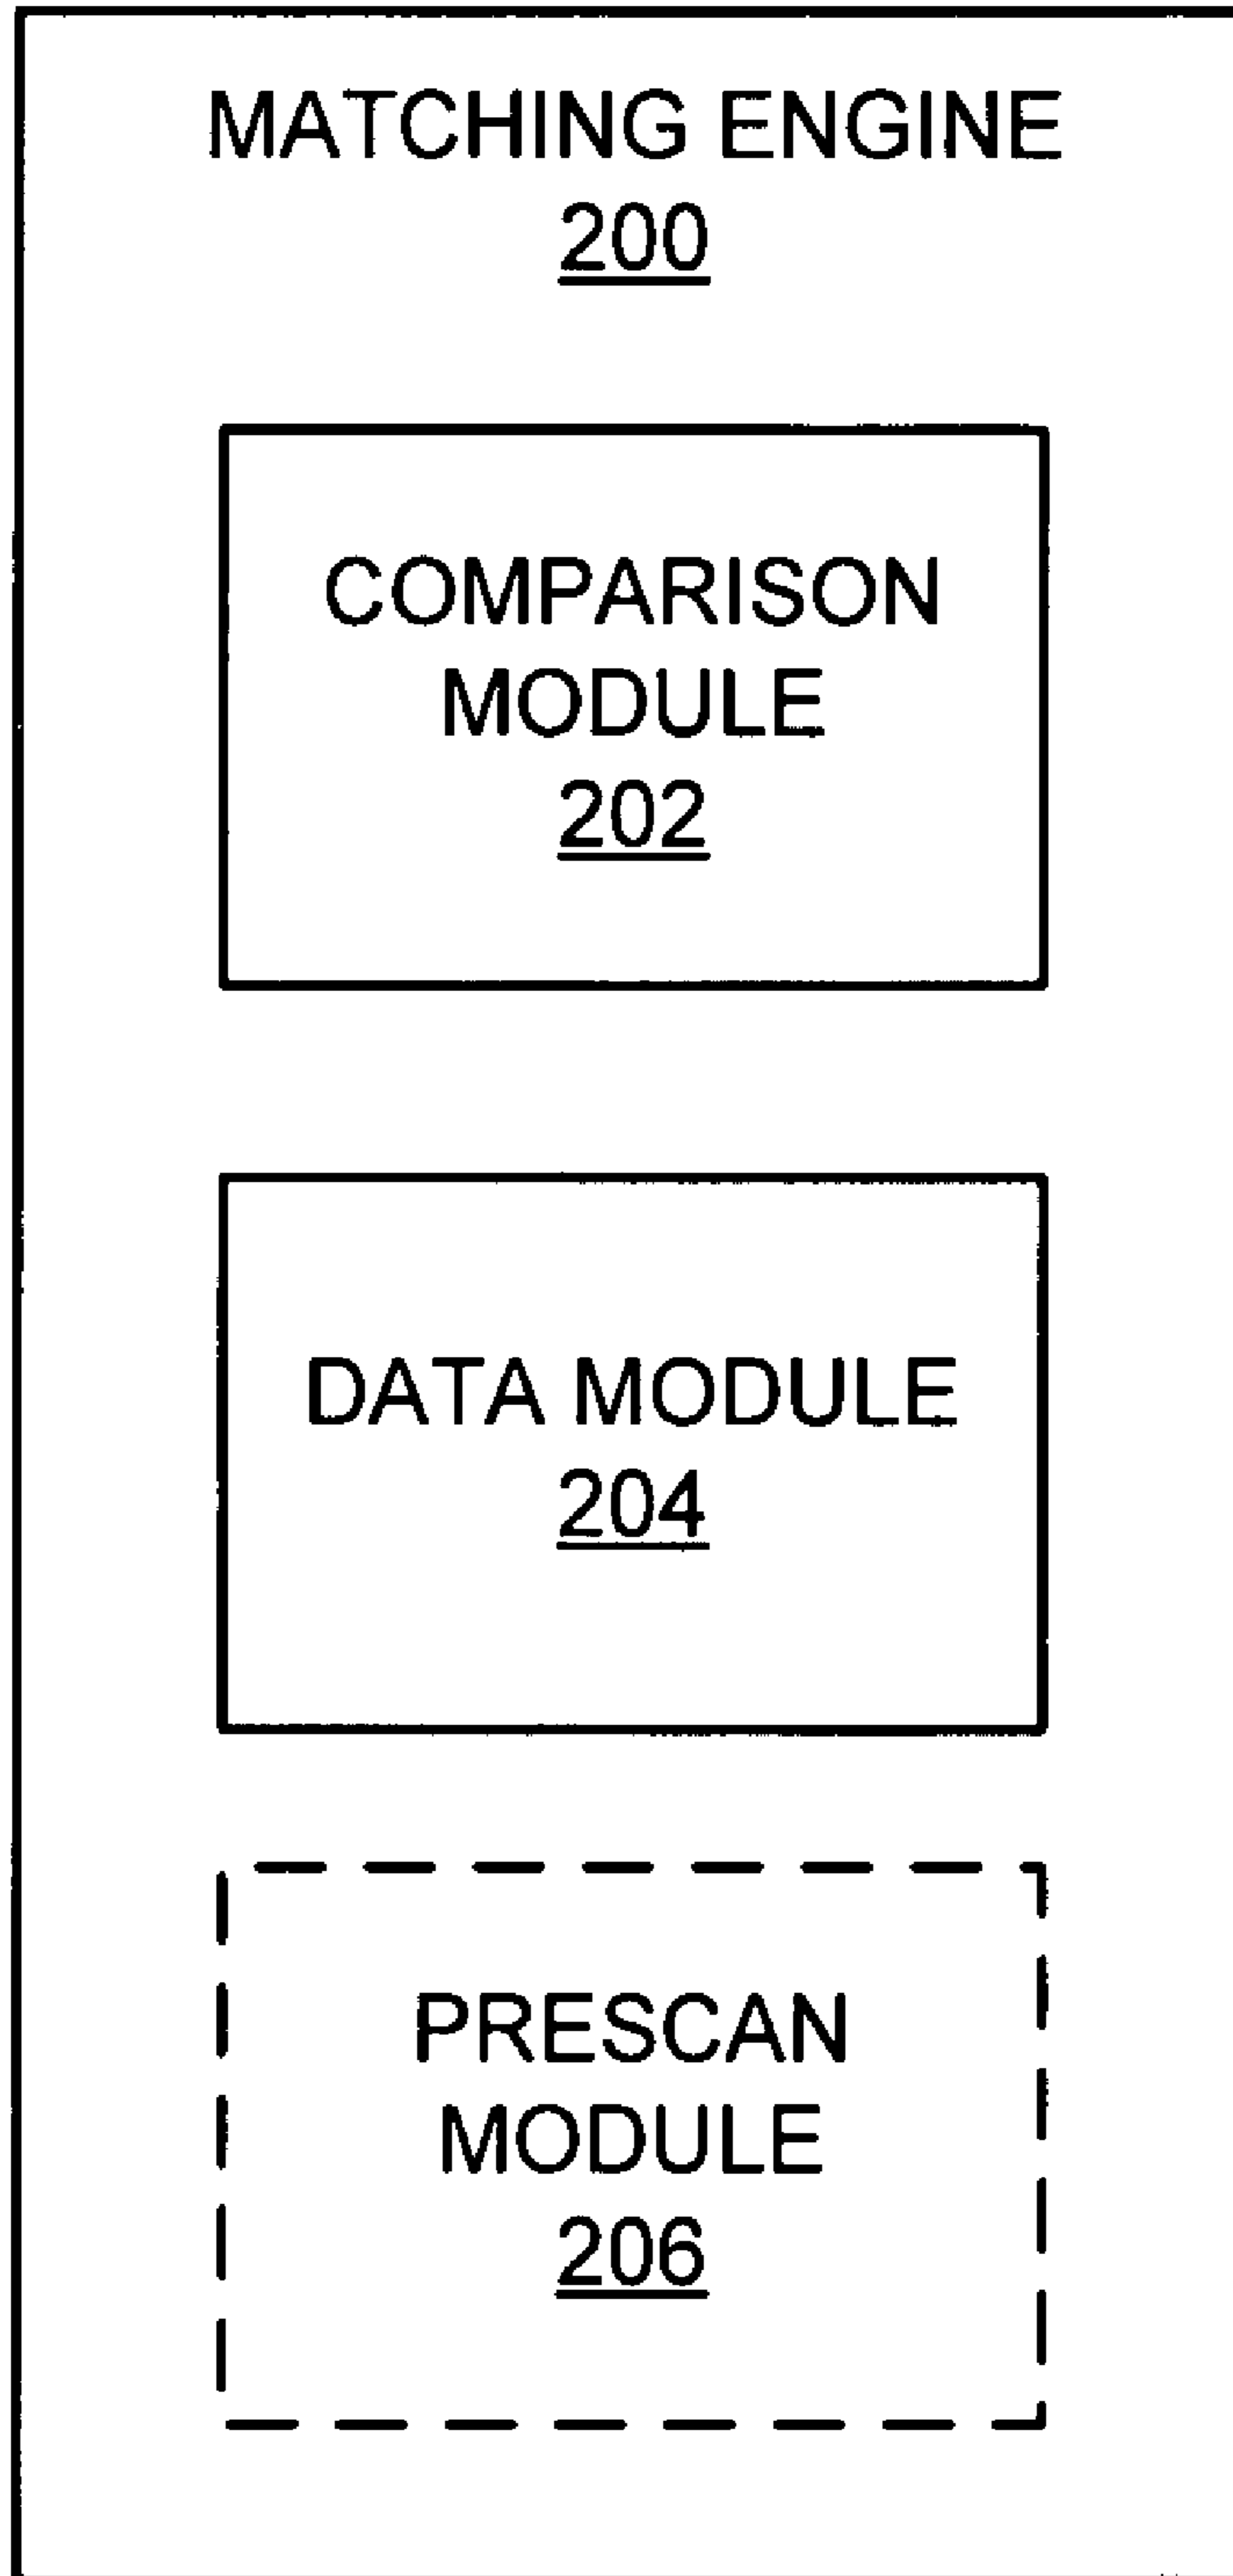 MATCHING ENGINE
200
COMPARISON
MODULE
202
DATA MODULE
204
PRESCAN
MODULE
206